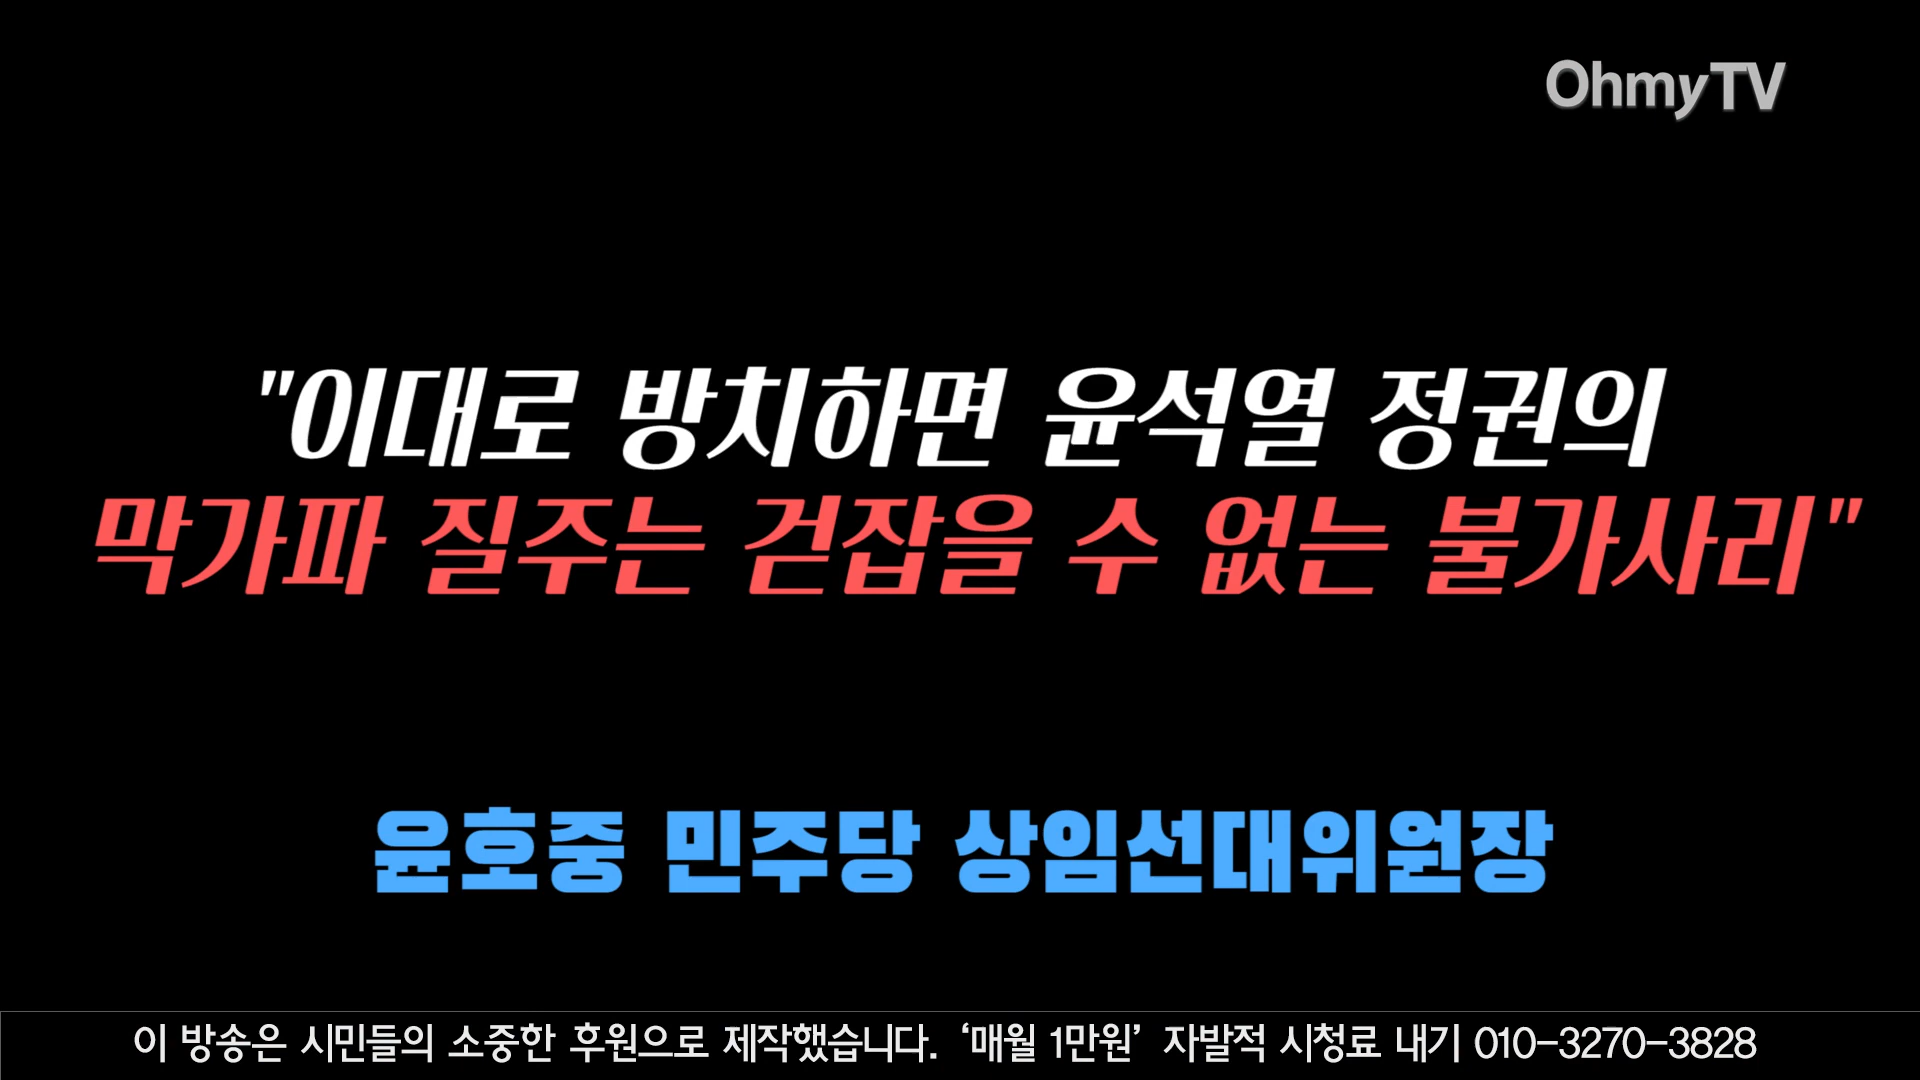 OhmyTV
"이대로 방치하면 윤석열 정권의
막가파 질주는 걷잡을 수 없는 불가사리"
윤호중 민주당 상임선대위원장
이 방송은 시민들의 소중한 후원으로 제작했습니다. ‘매월 1만원’ 자발적 시청료 내기 010-3270-3828